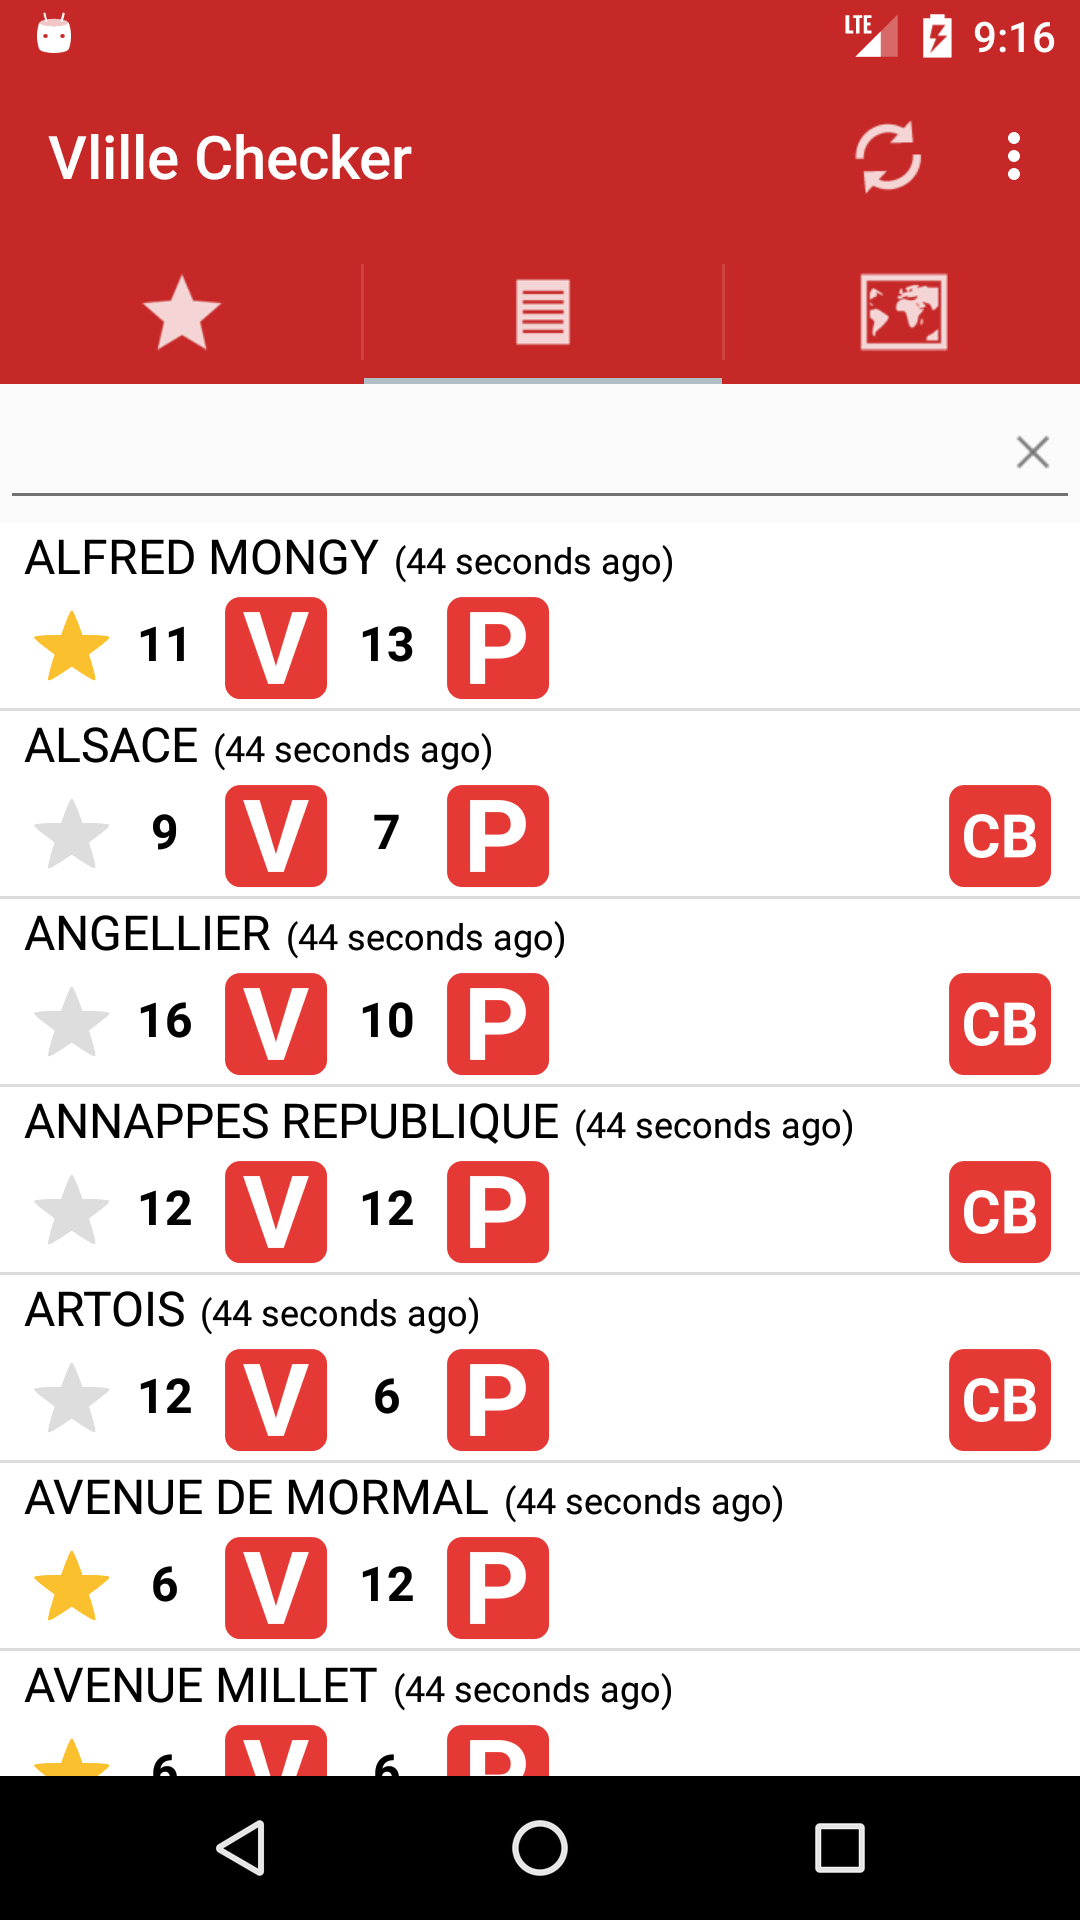 LTE 9:16
Vlille Checker
ALFRED MONGY (44 seconds ago)
11 V 13 P
ALSACE (44 seconds ago)
9 V 7 P CB
ANGELLIER (44 seconds ago)
16 V 10 P CB
ANNAPPES REPUBLIQUE (44 seconds ago)
12 V 12 P CB
ARTOIS (44 seconds ago)
12 V 6 P CB
AVENUE DE MORMAL (44 seconds ago)
6 V 12 P
AVENUE MILLET (44 seconds ago)
6 V 6 P